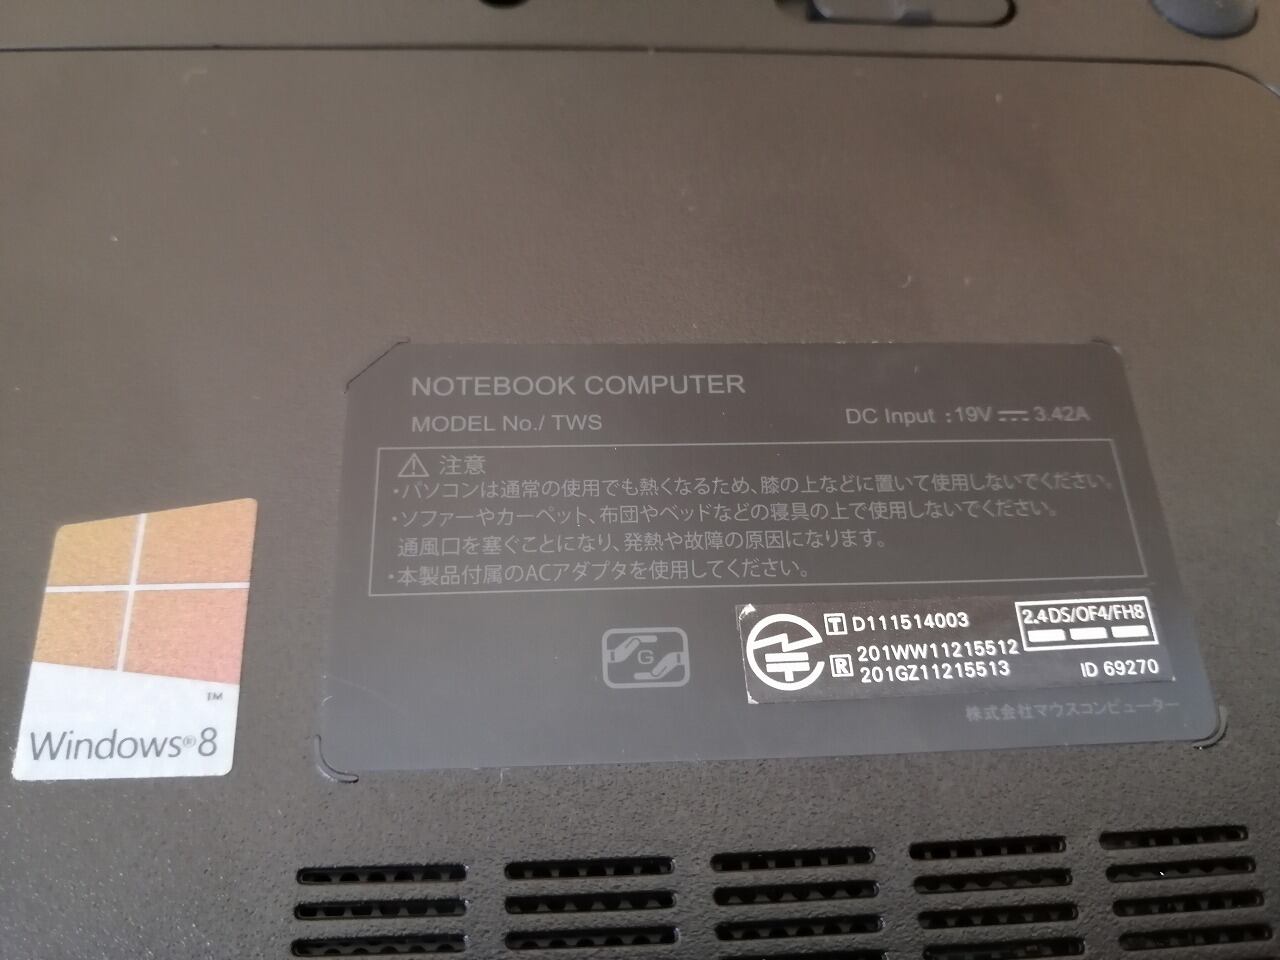 NOTEBOOK COMPUTER
MODEL No./ TWS
DC Input : 19V ⎓ 3.42A
⚠ 注意
・パソコンは通常の使用でも熱くなるため、膝の上などに置いて使用しないでください。
・ソファーやカーペット、布団やベッドなどの寝具の上で使用しないでください。
通風口を塞ぐことになり、発熱や故障の原因になります。
・本製品付属のACアダプタを使用してください。
G
T D111514003
2.4DS/OF4/FH8
R 201WW11215512
201GZ11215513
ID 69270
株式会社マウスコンピューター
TM
Windows®8